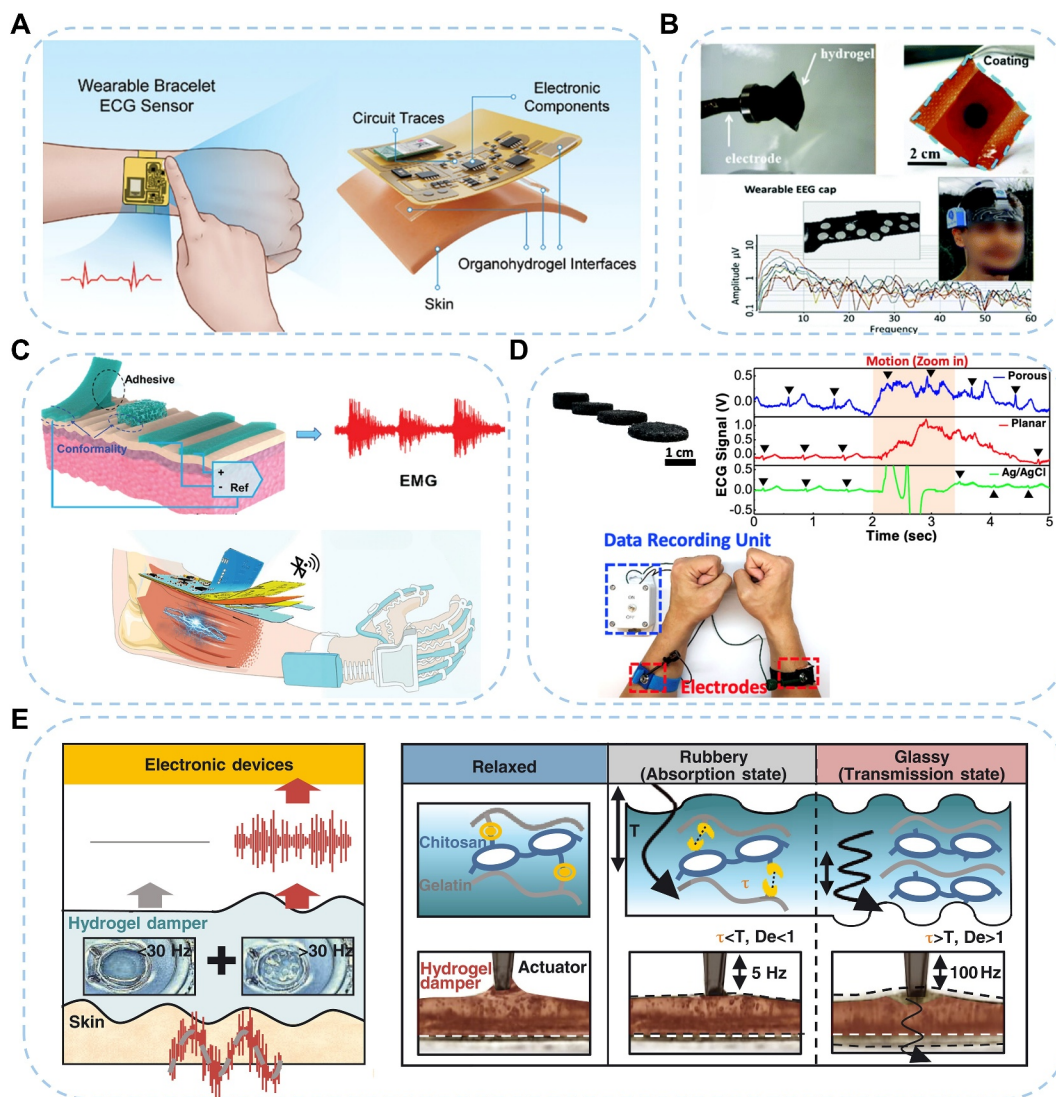 A
Wearable Bracelet
ECG Sensor
Circuit Traces
Electronic
Components
Organohydrogel Interfaces
Skin
B
hydrogel
electrode
Coating
2 cm
Wearable EEG cap
Amplitude µV
10
1
0.1
0.01
10
20
30
40
50
60
Frequency
C
Adhesive
Conformality
+
-
Ref
EMG
D
1 cm
Motion (Zoom in)
Porous
0.5
0.0
Planar
1.0
0.5
0.0
Ag/AgCl
0.5
0.0
-0.5
ECG Signal (V)
0 1 2 3 4 5
Time (sec)
Data Recording Unit
ON
Electrodes
E
Electronic devices
Hydrogel damper
<30 Hz
+
>30 Hz
Skin
Relaxed
Rubbery
(Absorption state)
Glassy
(Transmission state)
Chitosan
Gelatin
T
τ
τ<T, De<1
τ>T, De>1
Hydrogel
damper
Actuator
5 Hz
100 Hz